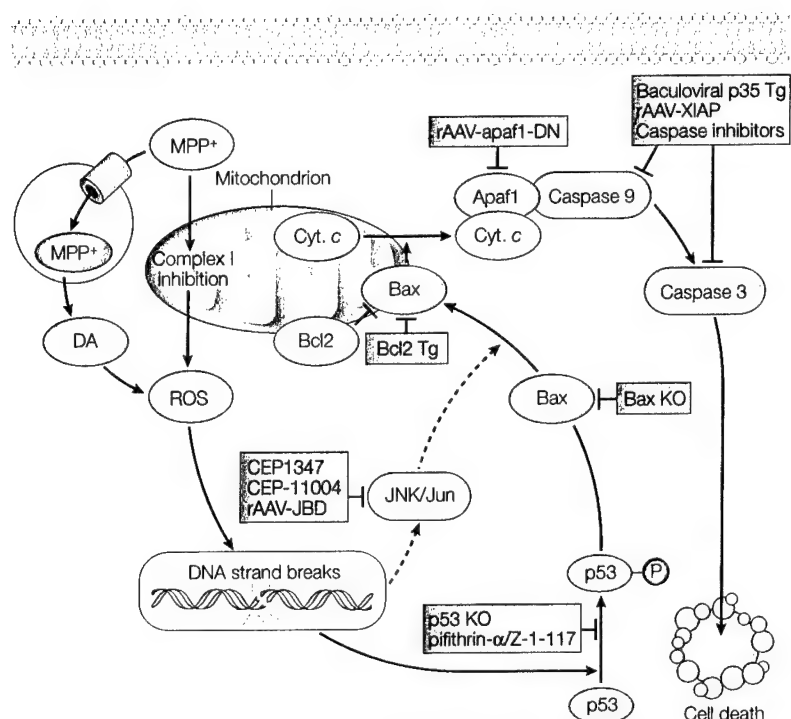 Baculoviral p35 Tg
rAAV-XIAP
Caspase inhibitors
rAAV-apaf1-DN
MPP+
Mitochondrion
Apaf1
Caspase 9
Cyt. c
Cyt. c
MPP+
Complex I
inhibition
Bax
Caspase 3
DA
Bcl2
Bcl2 Tg
ROS
Bax
Bax KO
CEP1347
CEP-11004
rAAV-JBD
JNK/Jun
DNA strand breaks
p53
P
p53 KO
pifithrin-α/Z-1-117
p53
Cell death